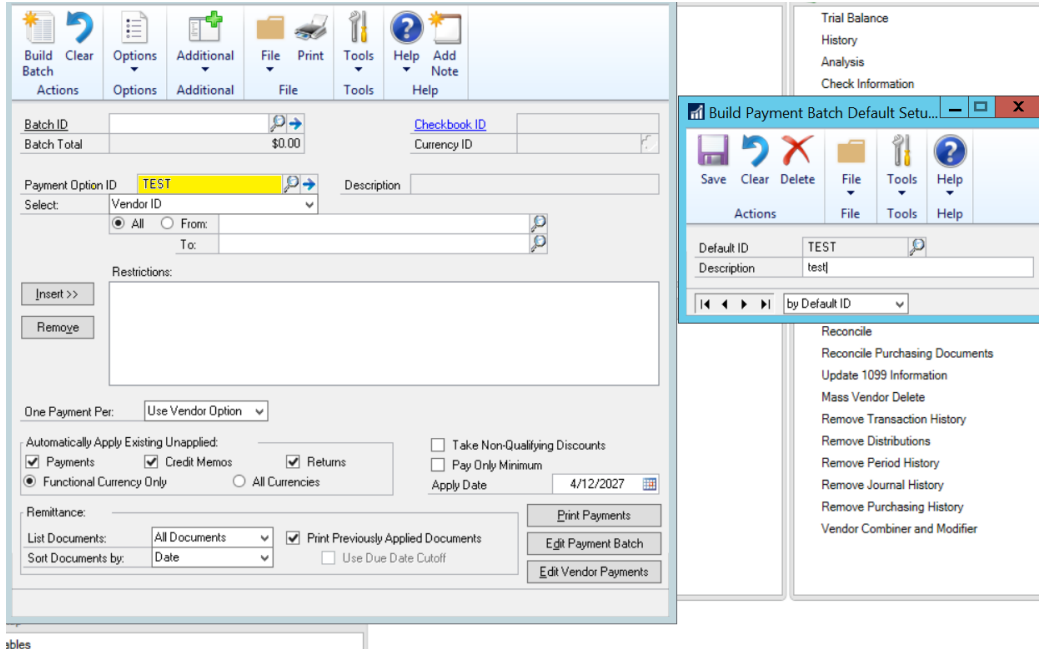 Build Batch Clear Options Additional File Print Tools Help Add Note
Actions Options Additional File Tools Help
Batch ID Checkbook ID
Batch Total $0.00 Currency ID
Payment Option ID TEST Description
Select: Vendor ID
All From:
To:
Restrictions:
Insert >>
Remove
One Payment Per: Use Vendor Option
Automatically Apply Existing Unapplied:
Payments Credit Memos Returns
Functional Currency Only All Currencies
Take Non-Qualifying Discounts
Pay Only Minimum
Apply Date 4/12/2027
Remittance:
List Documents: All Documents Print Previously Applied Documents
Sort Documents by: Date Use Due Date Cutoff
Print Payments
Edit Payment Batch
Edit Vendor Payments
ables
Trial Balance
History
Analysis
Check Information
Build Payment Batch Default Setu... X
Save Clear Delete File Tools Help
Actions File Tools Help
Default ID TEST
Description test
by Default ID
Reconcile
Reconcile Purchasing Documents
Update 1099 Information
Mass Vendor Delete
Remove Transaction History
Remove Distributions
Remove Period History
Remove Journal History
Remove Purchasing History
Vendor Combiner and Modifier